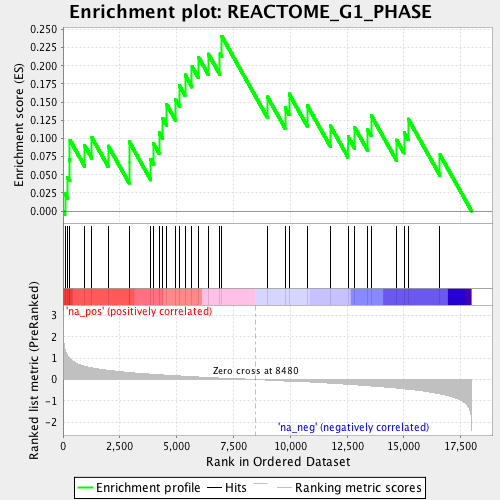 Enrichment plot: REACTOME_G1_PHASE
Enrichment score (ES)
0.250
0.225
0.200
0.175
0.150
0.125
0.100
0.075
0.050
0.025
0.000
'na_pos' (positively correlated)
Ranked list metric (PreRanked)
3
2
1
0
-1
-2
Zero cross at 8480
'na_neg' (negatively correlated)
0
2,500
5,000
7,500
10,000
12,500
15,000
17,500
Rank in Ordered Dataset
Enrichment profile
Hits
Ranking metric scores